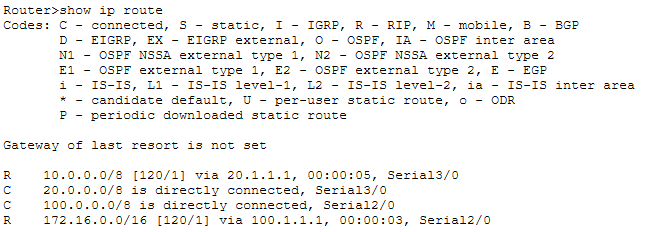 Router>show ip route
Codes: C - connected, S - static, I - IGRP, R - RIP, M - mobile, B - BGP
       D - EIGRP, EX - EIGRP external, O - OSPF, IA - OSPF inter area
       N1 - OSPF NSSA external type 1, N2 - OSPF NSSA external type 2
       E1 - OSPF external type 1, E2 - OSPF external type 2, E - EGP
       i - IS-IS, L1 - IS-IS level-1, L2 - IS-IS level-2, ia - IS-IS inter area
       * - candidate default, U - per-user static route, o - ODR
       P - periodic downloaded static route
Gateway of last resort is not set
R    10.0.0.0/8 [120/1] via 20.1.1.1, 00:00:05, Serial3/0
C    20.0.0.0/8 is directly connected, Serial3/0
C    100.0.0.0/8 is directly connected, Serial2/0
R    172.16.0.0/16 [120/1] via 100.1.1.1, 00:00:03, Serial2/0